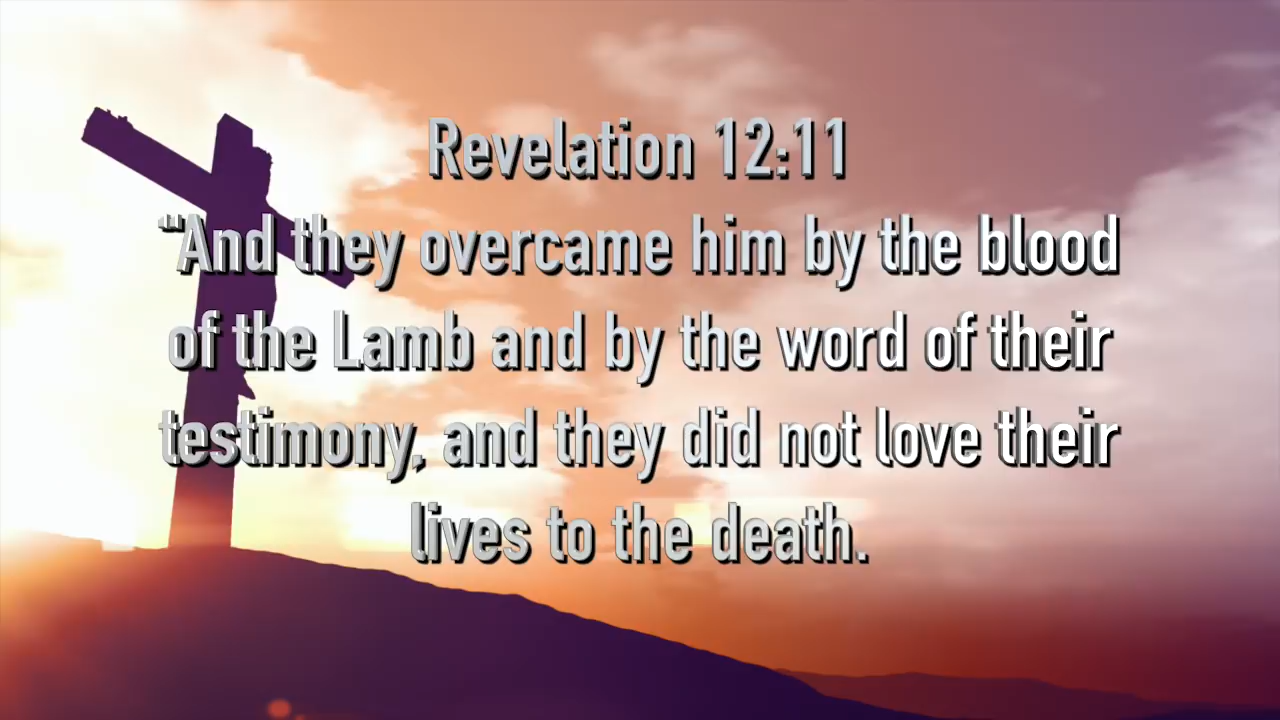 Revelation 12:11
“And they overcame him by the blood
of the Lamb and by the word of their
testimony, and they did not love their
lives to the death.